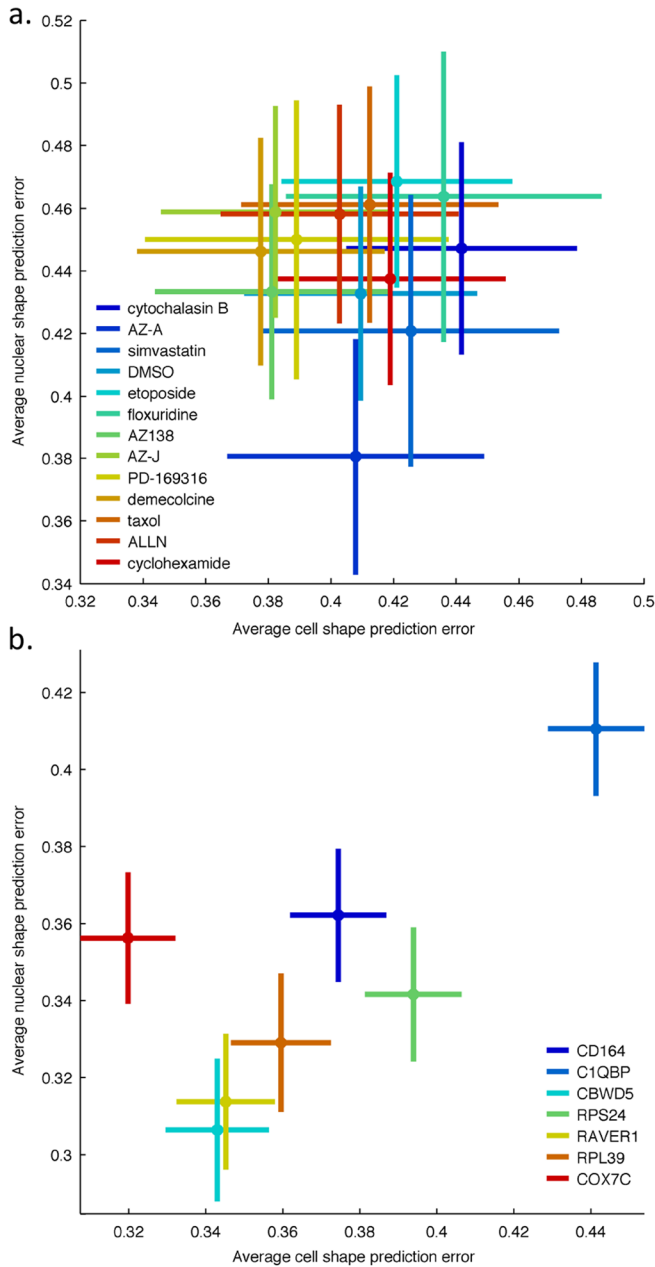 a.
0.52
0.5
0.48
0.46
0.44
0.42
0.4
0.38
0.36
0.34
Average nuclear shape prediction error
cytochalasin B
AZ-A
simvastatin
DMSO
etoposide
floxuridine
AZ138
AZ-J
PD-169316
demecolcine
taxol
ALLN
cyclohexamide
0.32 0.34 0.36 0.38 0.4 0.42 0.44 0.46 0.48 0.5
Average cell shape prediction error
b.
0.42
0.4
0.38
0.36
0.34
0.32
0.3
Average nuclear shape prediction error
CD164
C1QBP
CBWD5
RPS24
RAVER1
RPL39
COX7C
0.32 0.34 0.36 0.38 0.4 0.42 0.44
Average cell shape prediction error